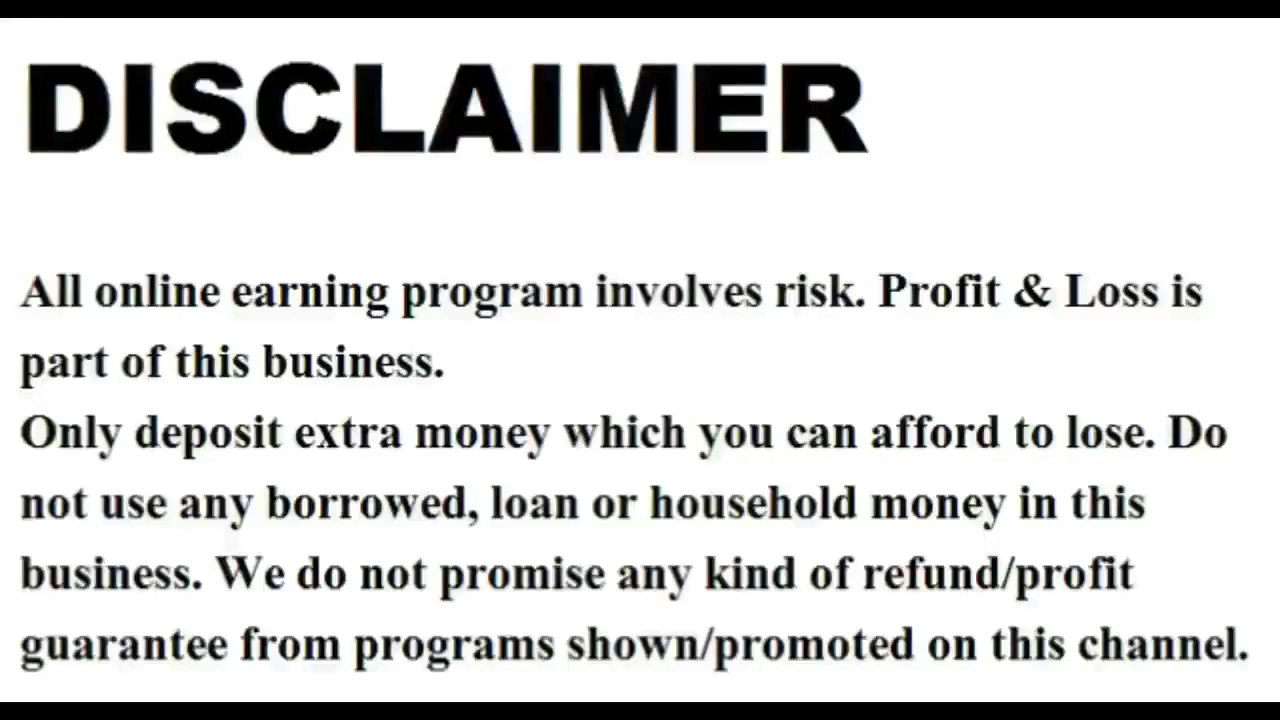 DISCLAIMER
All online earning program involves risk. Profit & Loss is
part of this business.
Only deposit extra money which you can afford to lose. Do
not use any borrowed, loan or household money in this
business. We do not promise any kind of refund/profit
guarantee from programs shown/promoted on this channel.